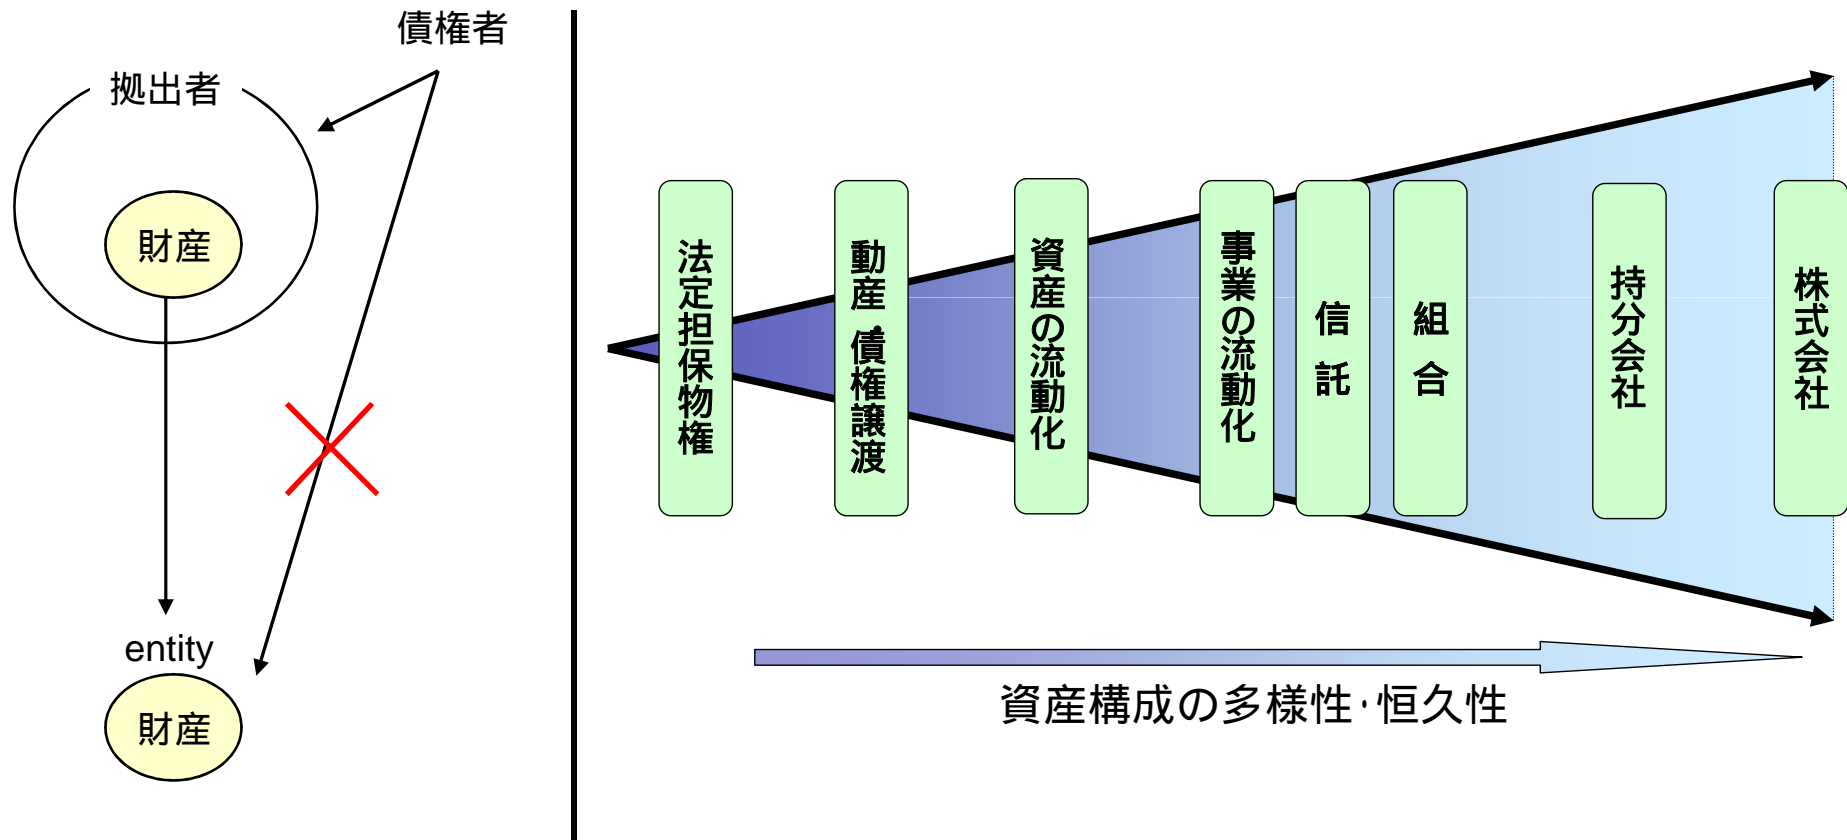 債権者
拠出者
財産
entity
財産
法定担保物権
動産・債権譲渡
資産の流動化
事業の流動化
信託
組合
持分会社
株式会社
資産構成の多様性・恒久性